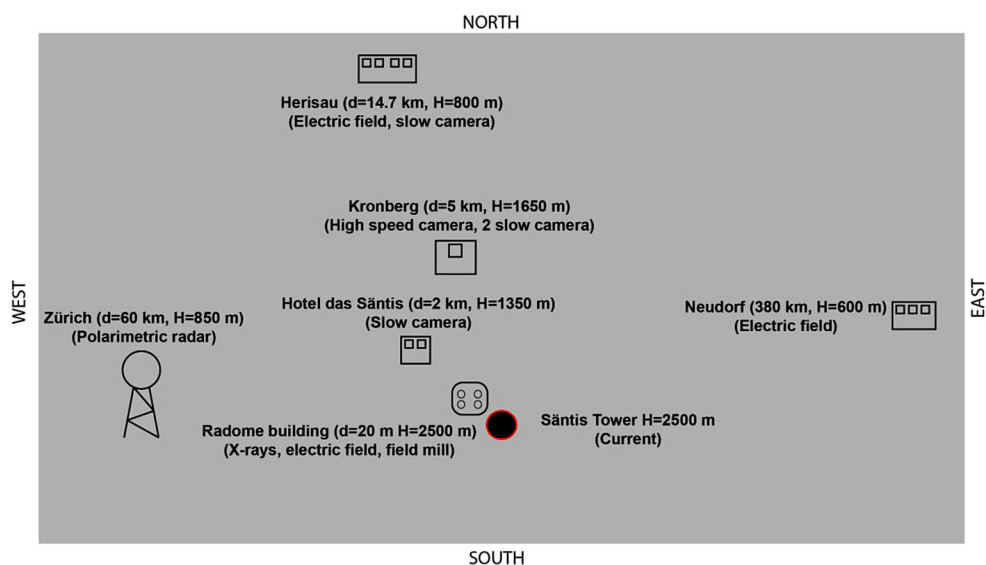 NORTH
Herisau (d=14.7 km, H=800 m)
(Electric field, slow camera)
Kronberg (d=5 km, H=1650 m)
(High speed camera, 2 slow camera)
WEST
EAST
Hotel das Säntis (d=2 km, H=1350 m)
(Slow camera)
Neudorf (380 km, H=600 m)
(Electric field)
Zürich (d=60 km, H=850 m)
(Polarimetric radar)
Radome building (d=20 m H=2500 m)
(X-rays, electric field, field mill)
Säntis Tower H=2500 m
(Current)
SOUTH